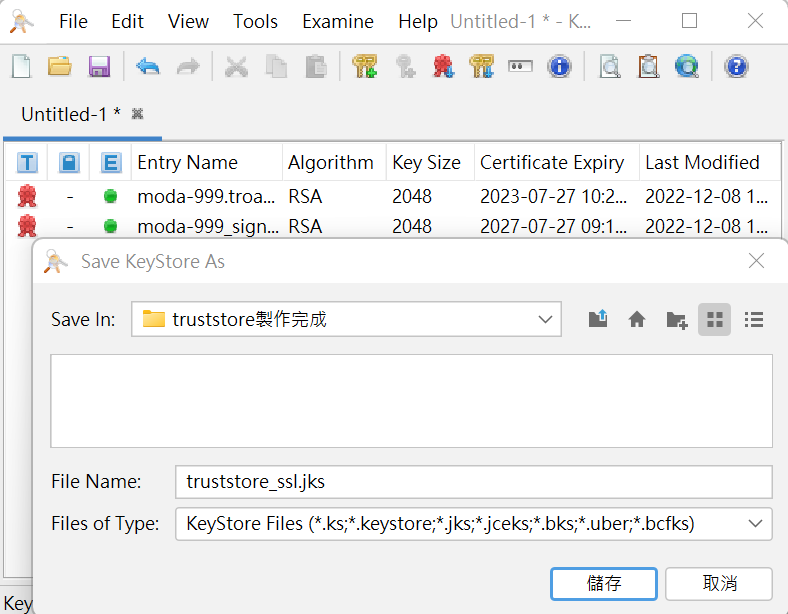 File Edit View Tools Examine Help Untitled-1 * - K...
Untitled-1 *
T E Entry Name Algorithm Key Size Certificate Expiry Last Modified
- moda-999.troa... RSA 2048 2023-07-27 10:2... 2022-12-08 1...
- moda-999_sign... RSA 2048 2027-07-27 09:1... 2022-12-08 1...
Save KeyStore As
Save In: truststore製作完成
File Name: truststore_ssl.jks
Files of Type: KeyStore Files (*.ks;*.keystore;*.jks;*.jceks;*.bks;*.uber;*.bcfks)
儲存 取消
Key